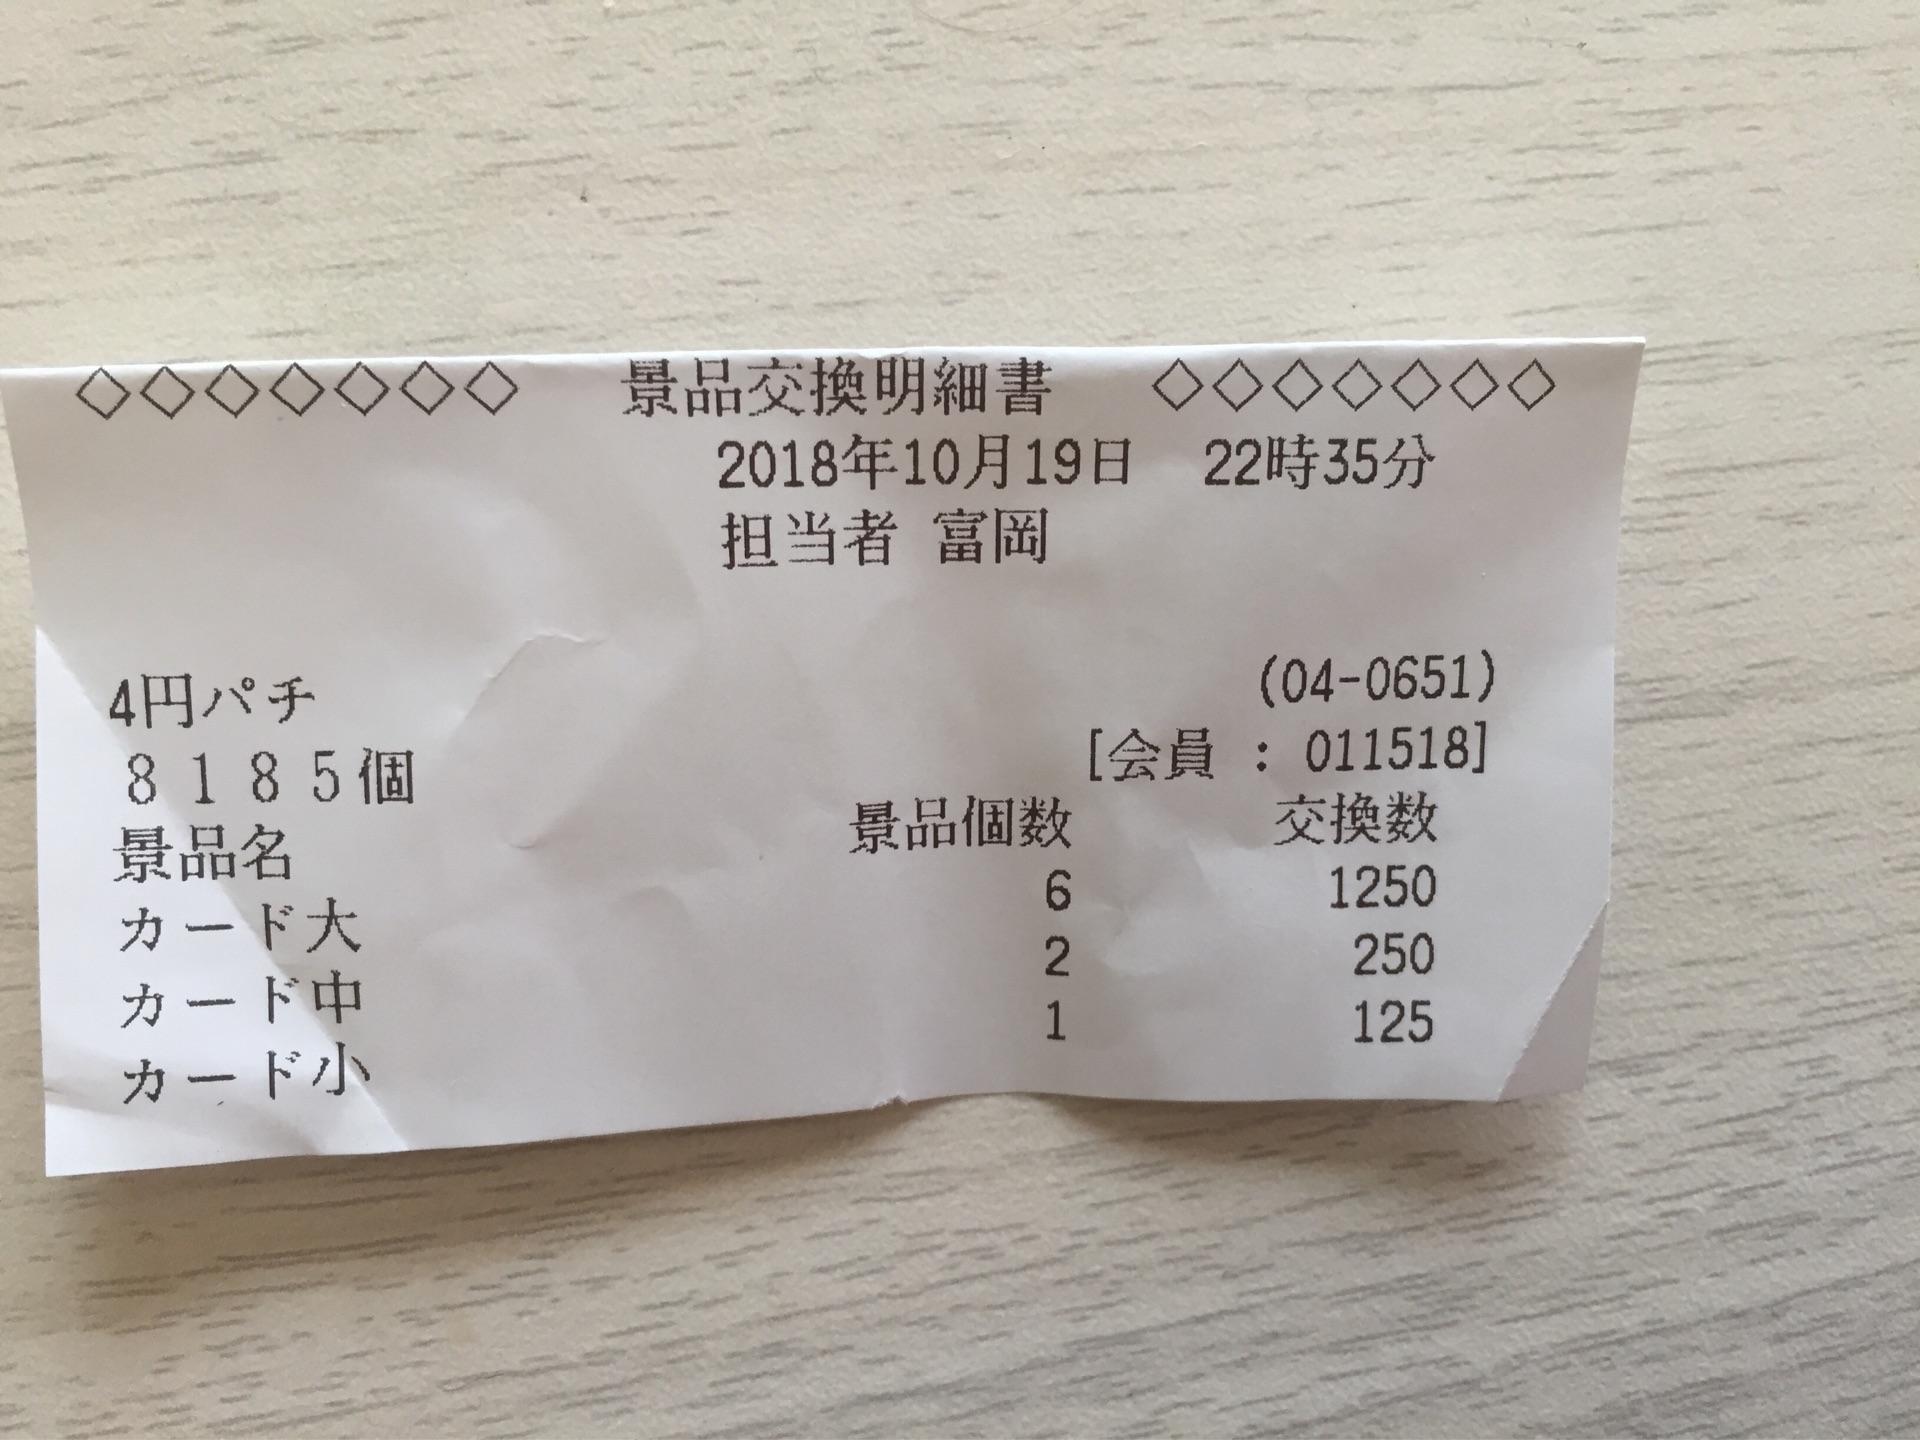 ◇◇◇◇◇◇◇ 景品交換明細書 ◇◇◇◇◇◇◇
2018年10月19日 22時35分
担当者 富岡
4円パチ (04-0651)
8185個 [会員 : 011518]
景品名 景品個数 交換数
カード大 6 1250
カード中 2 250
カード小 1 125